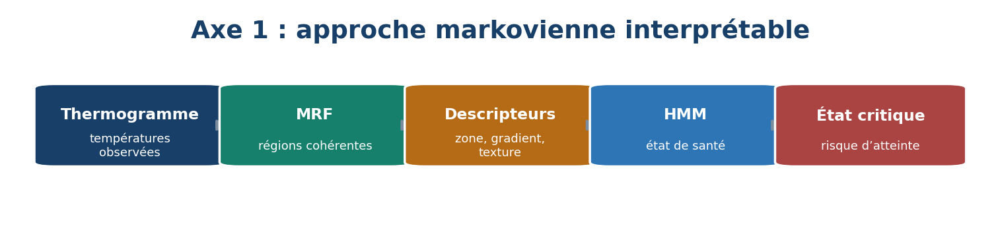 Axe 1 : approche markovienne interprétable
Thermogramme
températures
observées
MRF
régions cohérentes
Descripteurs
zone, gradient,
texture
HMM
état de santé
État critique
risque d’atteinte